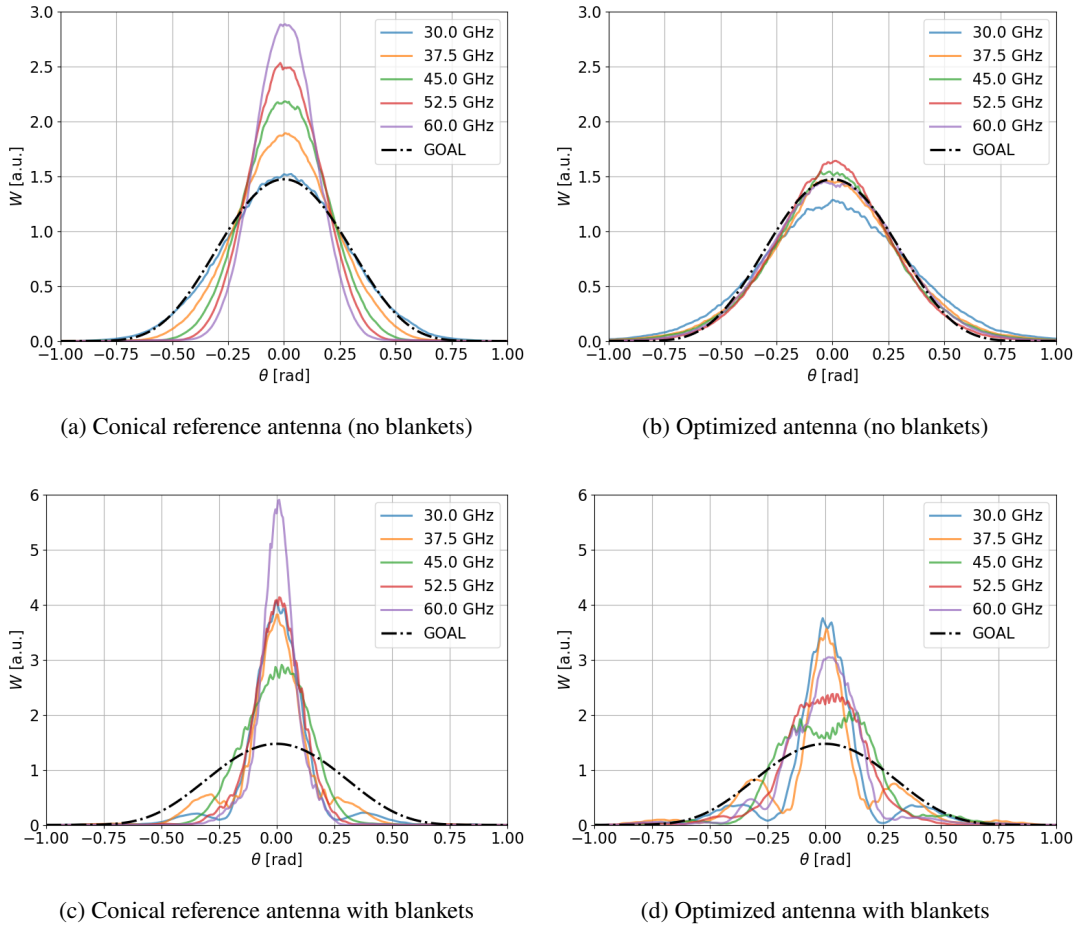 3.0
2.5
2.0
1.5
1.0
0.5
0.0
W [a.u.]
30.0 GHz
37.5 GHz
45.0 GHz
52.5 GHz
60.0 GHz
GOAL
−1.00 −0.75 −0.50 −0.25 0.00 0.25 0.50 0.75 1.00
θ [rad]
(a) Conical reference antenna (no blankets)
3.0
2.5
2.0
1.5
1.0
0.5
0.0
W [a.u.]
30.0 GHz
37.5 GHz
45.0 GHz
52.5 GHz
60.0 GHz
GOAL
−1.00 −0.75 −0.50 −0.25 0.00 0.25 0.50 0.75 1.00
θ [rad]
(b) Optimized antenna (no blankets)
6
5
4
3
2
1
0
W [a.u.]
30.0 GHz
37.5 GHz
45.0 GHz
52.5 GHz
60.0 GHz
GOAL
−1.00 −0.75 −0.50 −0.25 0.00 0.25 0.50 0.75 1.00
θ [rad]
(c) Conical reference antenna with blankets
6
5
4
3
2
1
0
W [a.u.]
30.0 GHz
37.5 GHz
45.0 GHz
52.5 GHz
60.0 GHz
GOAL
−1.00 −0.75 −0.50 −0.25 0.00 0.25 0.50 0.75 1.00
θ [rad]
(d) Optimized antenna with blankets